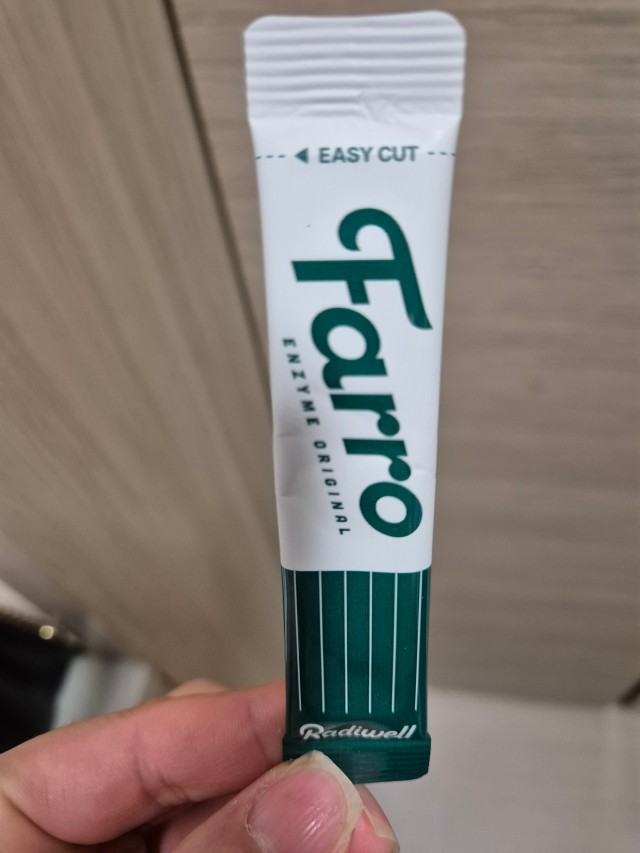 EASY CUT
Farro
ENZYME ORIGINAL
Radiwell